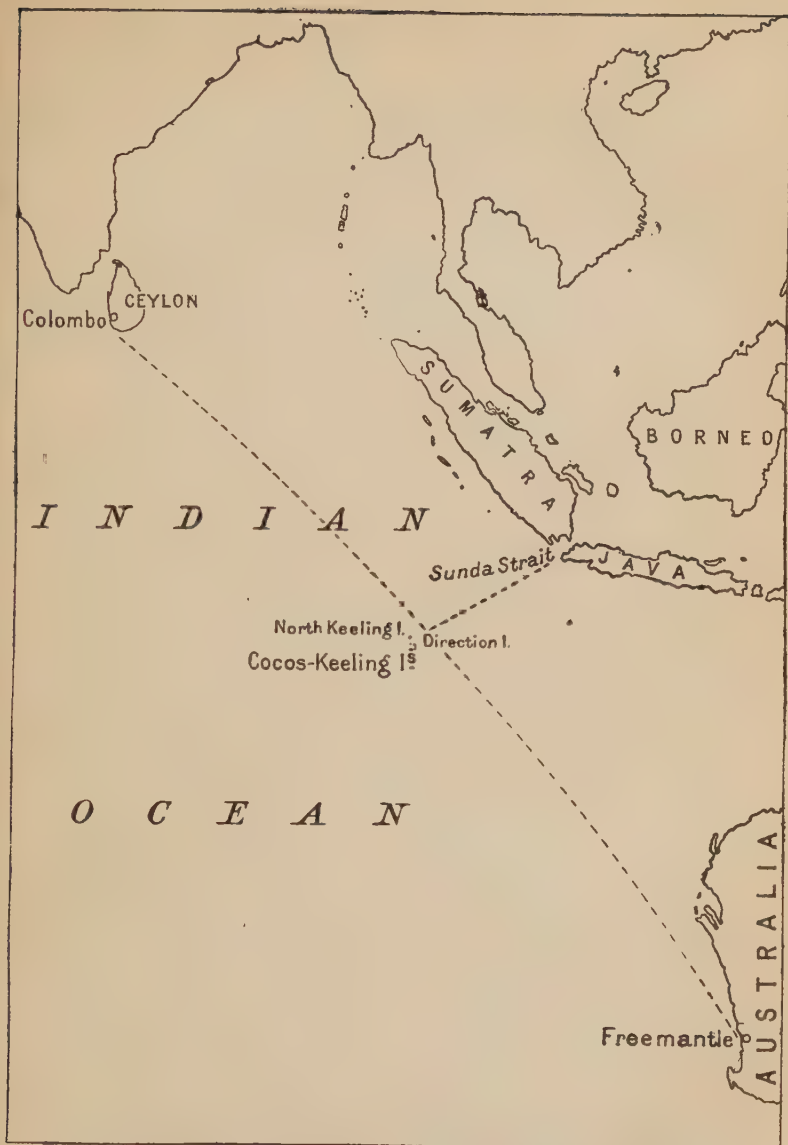 CEYLON
Colombo
SUMATRA
BORNEO
INDIAN
Sunda Strait
JAVA
North Keeling I.
Direction I.
Cocos-Keeling Is
OCEAN
AUSTRALIA
Freemantle